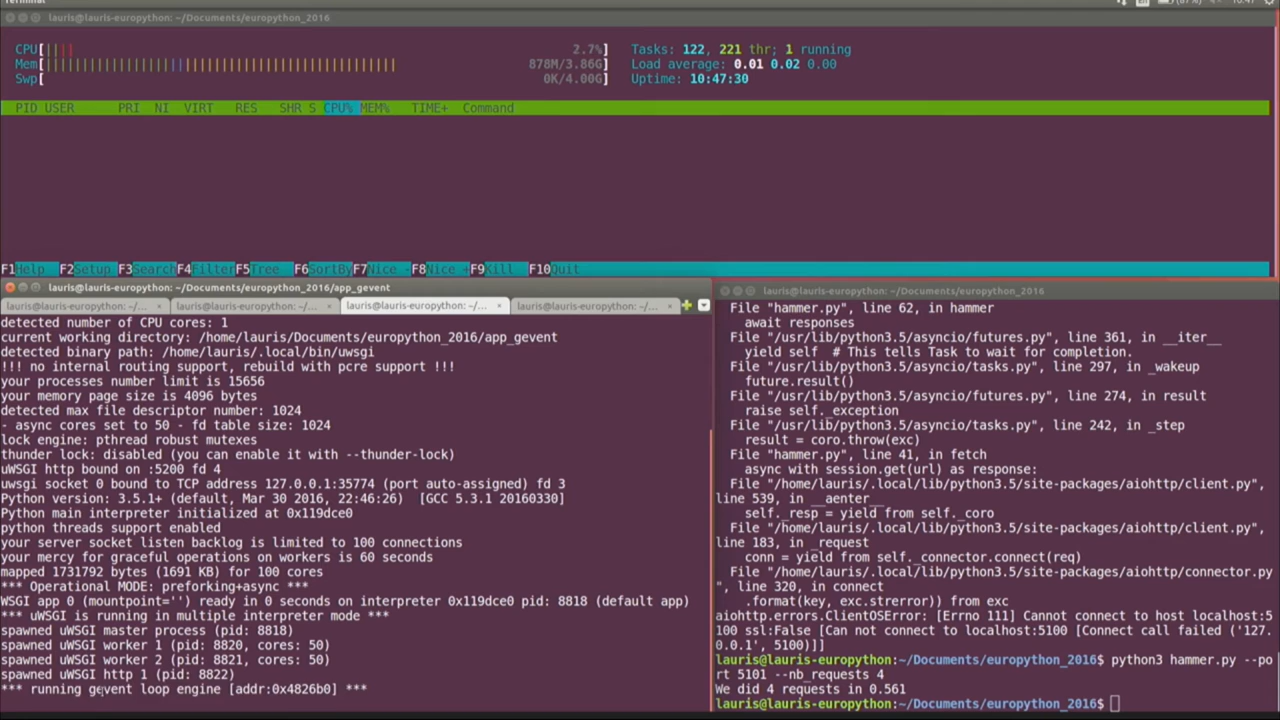 Terminal
lauris@lauris-europython: ~/Documents/europython_2016
CPU[|||| 2.7%] Tasks: 122, 221 thr; 1 running
Mem[ 878M/3.86G] Load average: 0.01 0.02 0.00
Swp[ 0K/4.00G] Uptime: 10:47:30
PID USER PRI NI VIRT RES SHR S CPU% MEM% TIME+ Command
F1Help F2Setup F3Search F4Filter F5Tree F6SortBy F7Nice - F8Nice + F9Kill F10Quit
lauris@lauris-europython: ~/Documents/europython_2016/app_gevent
lauris@lauris-europython: ~/... × lauris@lauris-europython: ~/... × lauris@lauris-europython: ~/... × lauris@lauris-europython: ~/... ×
detected number of CPU cores: 1
current working directory: /home/lauris/Documents/europython_2016/app_gevent
detected binary path: /home/lauris/.local/bin/uwsgi
!!! no internal routing support, rebuild with pcre support !!!
your processes number limit is 15656
your memory page size is 4096 bytes
detected max file descriptor number: 1024
- async cores set to 50 - fd table size: 1024
lock engine: pthread robust mutexes
thunder lock: disabled (you can enable it with --thunder-lock)
uWSGI http bound on :5200 fd 4
uwsgi socket 0 bound to TCP address 127.0.0.1:35774 (port auto-assigned) fd 3
Python version: 3.5.1+ (default, Mar 30 2016, 22:46:26) [GCC 5.3.1 20160330]
Python main interpreter initialized at 0x119dce0
python threads support enabled
your server socket listen backlog is limited to 100 connections
your mercy for graceful operations on workers is 60 seconds
mapped 1731792 bytes (1691 KB) for 100 cores
*** Operational MODE: preforking+async ***
WSGI app 0 (mountpoint='') ready in 0 seconds on interpreter 0x119dce0 pid: 8818 (default app)
*** uWSGI is running in multiple interpreter mode ***
spawned uWSGI master process (pid: 8818)
spawned uWSGI worker 1 (pid: 8820, cores: 50)
spawned uWSGI worker 2 (pid: 8821, cores: 50)
spawned uWSGI http 1 (pid: 8822)
*** running gevent loop engine [addr:0x4826b0] ***
lauris@lauris-europython: ~/Documents/europython_2016
File "hammer.py", line 62, in hammer
await responses
File "/usr/lib/python3.5/asyncio/futures.py", line 361, in __iter__
yield self # This tells Task to wait for completion.
File "/usr/lib/python3.5/asyncio/tasks.py", line 297, in _wakeup
future.result()
File "/usr/lib/python3.5/asyncio/futures.py", line 274, in result
raise self._exception
File "/usr/lib/python3.5/asyncio/tasks.py", line 242, in _step
result = coro.throw(exc)
File "hammer.py", line 41, in fetch
async with session.get(url) as response:
File "/home/lauris/.local/lib/python3.5/site-packages/aiohttp/client.py",
line 539, in __aenter__
self._resp = yield from self._coro
File "/home/lauris/.local/lib/python3.5/site-packages/aiohttp/client.py",
line 183, in _request
conn = yield from self._connector.connect(req)
File "/home/lauris/.local/lib/python3.5/site-packages/aiohttp/connector.py
", line 320, in connect
.format(key, exc.strerror)) from exc
aiohttp.errors.ClientOSError: [Errno 111] Cannot connect to host localhost:5
100 ssl:False [Can not connect to localhost:5100 [Connect call failed ('127.
0.0.1', 5100)]]
lauris@lauris-europython:~/Documents/europython_2016$ python3 hammer.py --po
rt 5101 --nb_requests 4
We did 4 requests in 0.561
lauris@lauris-europython:~/Documents/europython_2016$